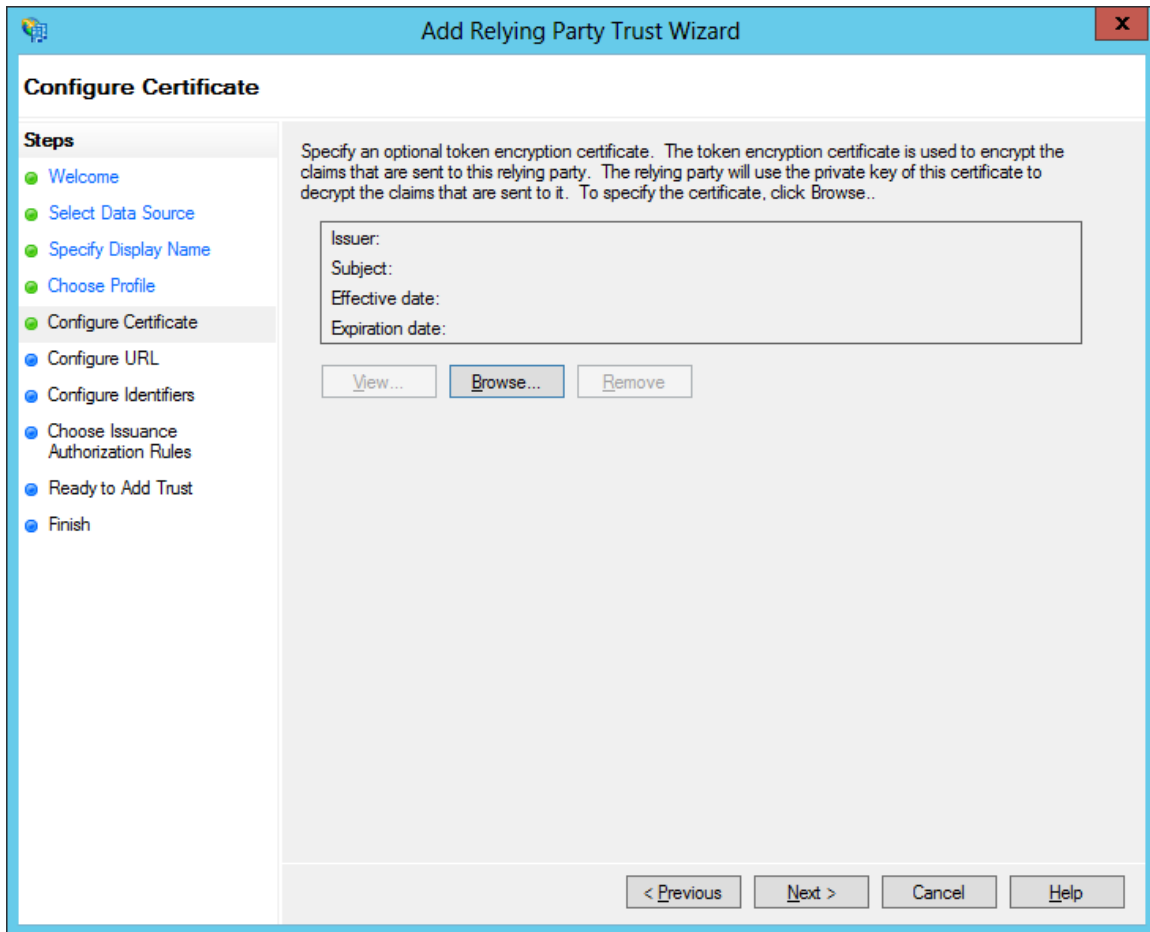 Add Relying Party Trust Wizard
x
Configure Certificate
Steps
Welcome
Select Data Source
Specify Display Name
Choose Profile
Configure Certificate
Configure URL
Configure Identifiers
Choose Issuance
Authorization Rules
Ready to Add Trust
Finish
Specify an optional token encryption certificate.  The token encryption certificate is used to encrypt the
claims that are sent to this relying party.  The relying party will use the private key of this certificate to
decrypt the claims that are sent to it.  To specify the certificate, click Browse..
Issuer:
Subject:
Effective date:
Expiration date:
View...
Browse...
Remove
< Previous
Next >
Cancel
Help